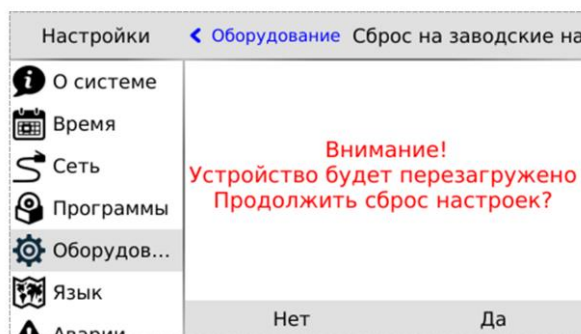 Настройки
Оборудование Сброс на заводские на
О системе
Время
Сеть
Программы
Оборудов...
Язык
Аварии
Внимание!
Устройство будет перезагружено
Продолжить сброс настроек?
Нет Да